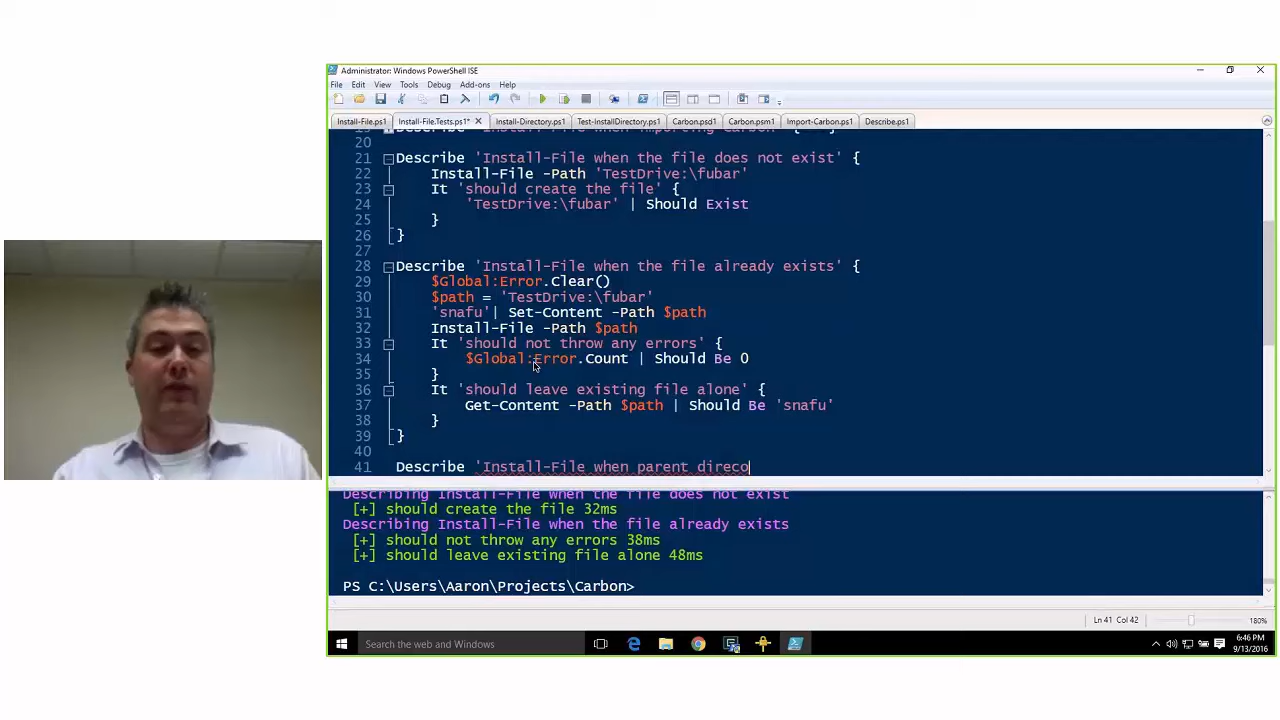 Administrator: Windows PowerShell ISE
File Edit View Tools Add-ons Help
Install-File.ps1 Install-File.Tests.ps1* Install-Directory.ps1 Test-InstallDirectory.ps1 Carbon.psd1 Carbon.psm1 Import-Carbon.ps1 Describe.ps1
19 Describe 'Install-File when importing Carbon' {
20
21 Describe 'Install-File when the file does not exist' {
22 Install-File -Path 'TestDrive:\fubar'
23 It 'should create the file' {
24 'TestDrive:\fubar' | Should Exist
25 }
26 }
27
28 Describe 'Install-File when the file already exists' {
29 $Global:Error.Clear()
30 $path = 'TestDrive:\fubar'
31 'snafu'| Set-Content -Path $path
32 Install-File -Path $path
33 It 'should not throw any errors' {
34 $Global:Error.Count | Should Be 0
35 }
36 It 'should leave existing file alone' {
37 Get-Content -Path $path | Should Be 'snafu'
38 }
39 }
40
41 Describe 'Install-File when parent direco
Describing Install-File when the file does not exist
[+] should create the file 32ms
Describing Install-File when the file already exists
[+] should not throw any errors 38ms
[+] should leave existing file alone 48ms
PS C:\Users\Aaron\Projects\Carbon>
Ln 41 Col 42 180%
Search the web and Windows
6:46 PM
9/13/2016